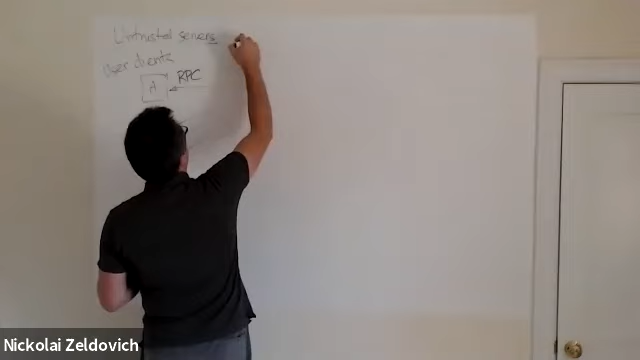 Untrusted servers
User clients
RPC
A
Nickolai Zeldovich